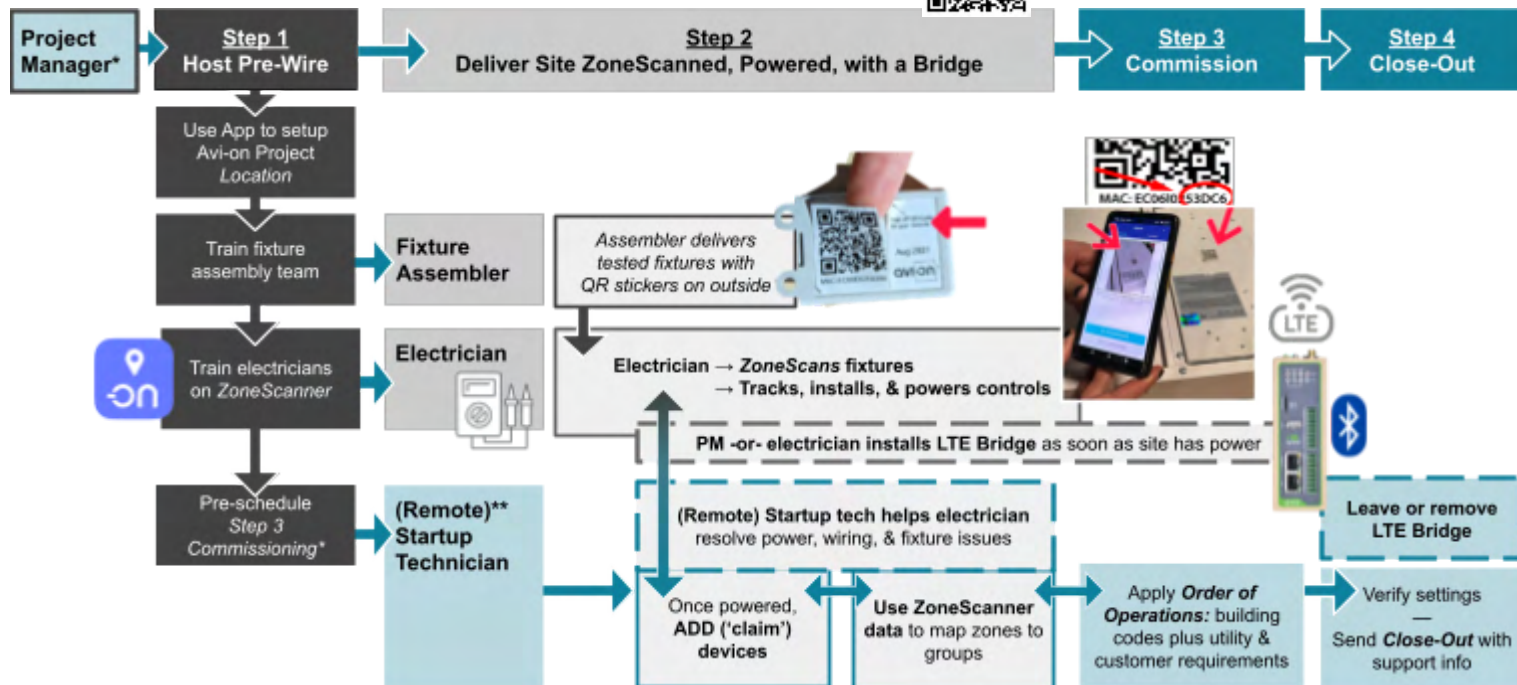 Project
Manager*
Step 1
Host Pre-Wire
Step 2
Deliver Site ZoneScanned, Powered, with a Bridge
Step 3
Commission
Step 4
Close-Out
Use App to setup
Avi-on Project
Location
Train fixture
assembly team
Fixture
Assembler
Assembler delivers
tested fixtures with
QR stickers on outside
Aug 2021
avi-on
MAC: EC06I0253DC6
Train electricians
on ZoneScanner
Electrician
Electrician → ZoneScans fixtures
→ Tracks, installs, & powers controls
LTE
PM -or- electrician installs LTE Bridge as soon as site has power
Pre-schedule
Step 3
Commissioning*
(Remote)**
Startup
Technician
(Remote) Startup tech helps electrician
resolve power, wiring, & fixture issues
Leave or remove
LTE Bridge
Once powered,
ADD (‘claim’)
devices
Use ZoneScanner
data to map zones to
groups
Apply Order of
Operations: building
codes plus utility &
customer requirements
Verify settings
—
Send Close-Out with
support info